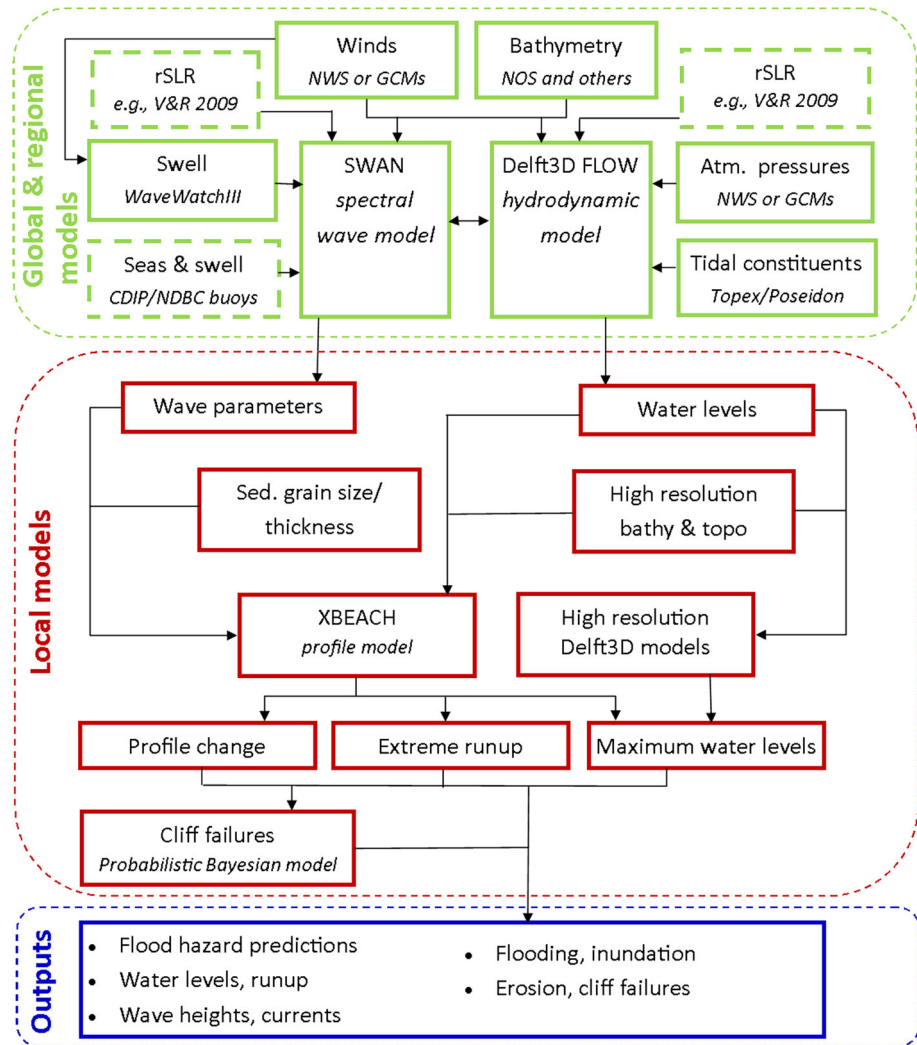 Global & regional
models
Winds
NWS or GCMs
Bathymetry
NOS and others
rSLR
e.g., V&R 2009
rSLR
e.g., V&R 2009
Swell
WaveWatchIII
SWAN
spectral
wave model
Delft3D FLOW
hydrodynamic
model
Atm. pressures
NWS or GCMs
Seas & swell
CDIP/NDBC buoys
Tidal constituents
Topex/Poseidon
Local models
Wave parameters
Water levels
Sed. grain size/
thickness
High resolution
bathy & topo
XBEACH
profile model
High resolution
Delft3D models
Profile change
Extreme runup
Maximum water levels
Cliff failures
Probabilistic Bayesian model
Outputs
• Flood hazard predictions
• Water levels, runup
• Wave heights, currents
• Flooding, inundation
• Erosion, cliff failures